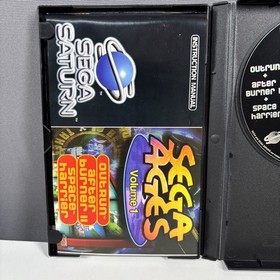 INSTRUCTION MANUAL
SEGA SATURN
SEGA
AGES
Volume 1
OUTRUN
after
burner II
space
harrier
outrun
after
burner
space
harrier